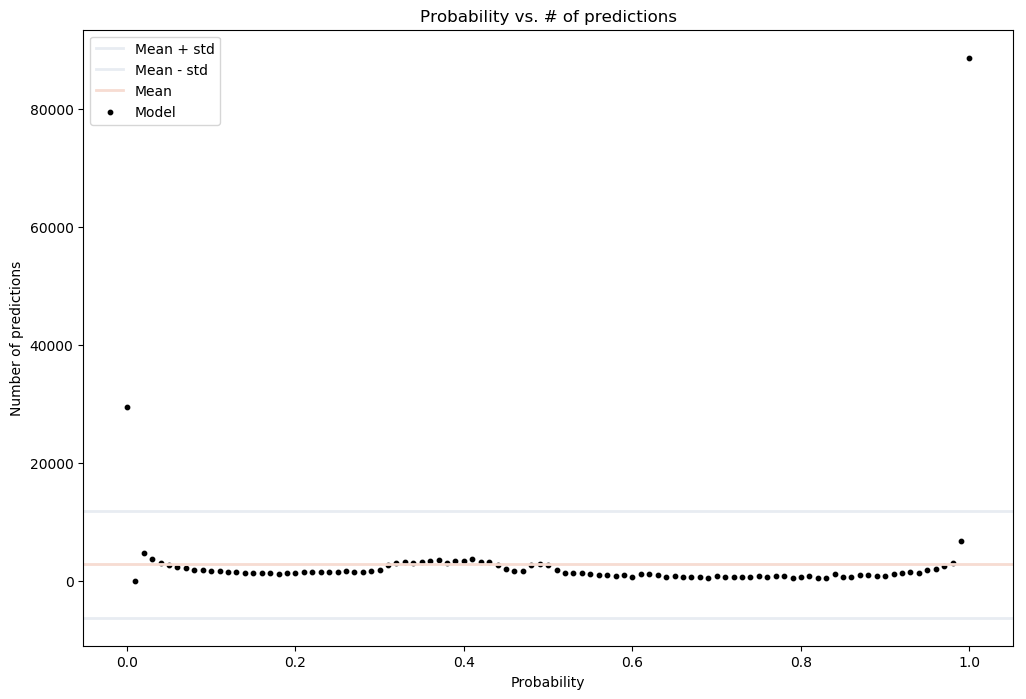 Probability vs. # of predictions
Mean + std
Mean - std
Mean
Model
Number of predictions
80000
60000
40000
20000
0
0.0
0.2
0.4
0.6
0.8
1.0
Probability